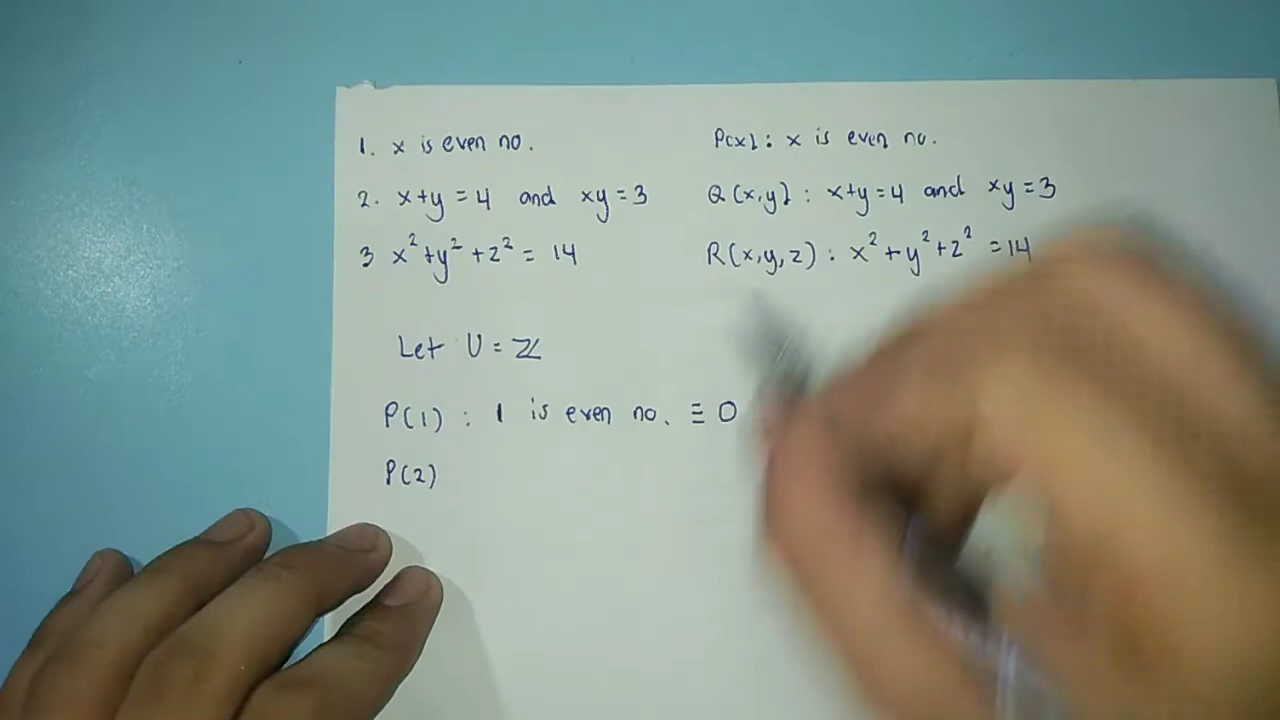 1. x is even no.
P(x): x is even no.
2. x+y = 4 and xy = 3
Q(x,y): x+y = 4 and xy = 3
3 x² + y² + z² = 14
R(x,y,z): x² + y² + z² = 14
Let U = ℤ
P(1) : 1 is even no. ≡ 0
P(2)